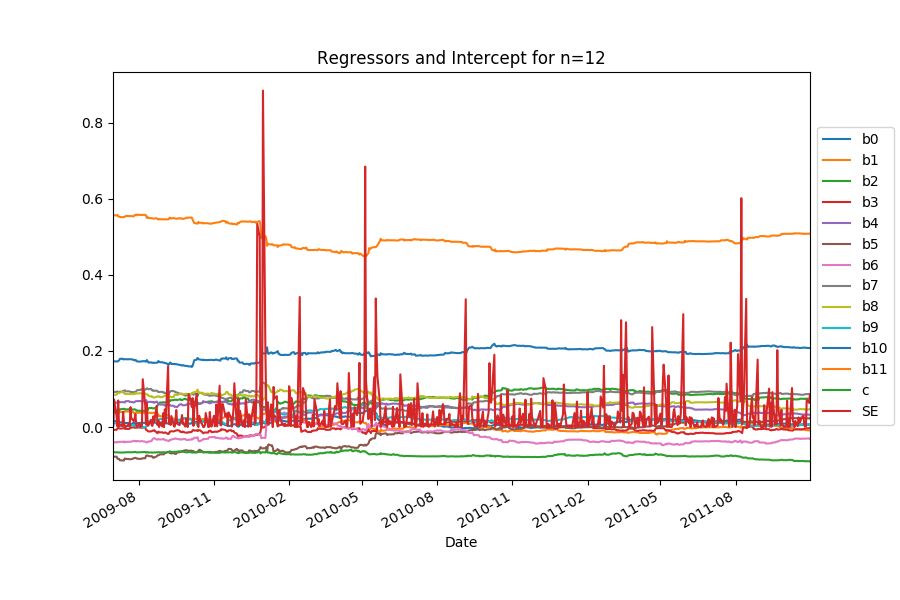 Regressors and Intercept for n=12
0.8
0.6
0.4
0.2
0.0
2009-08
2009-11
2010-02
2010-05
2010-08
2010-11
2011-02
2011-05
2011-08
Date
b0
b1
b2
b3
b4
b5
b6
b7
b8
b9
b10
b11
c
SE